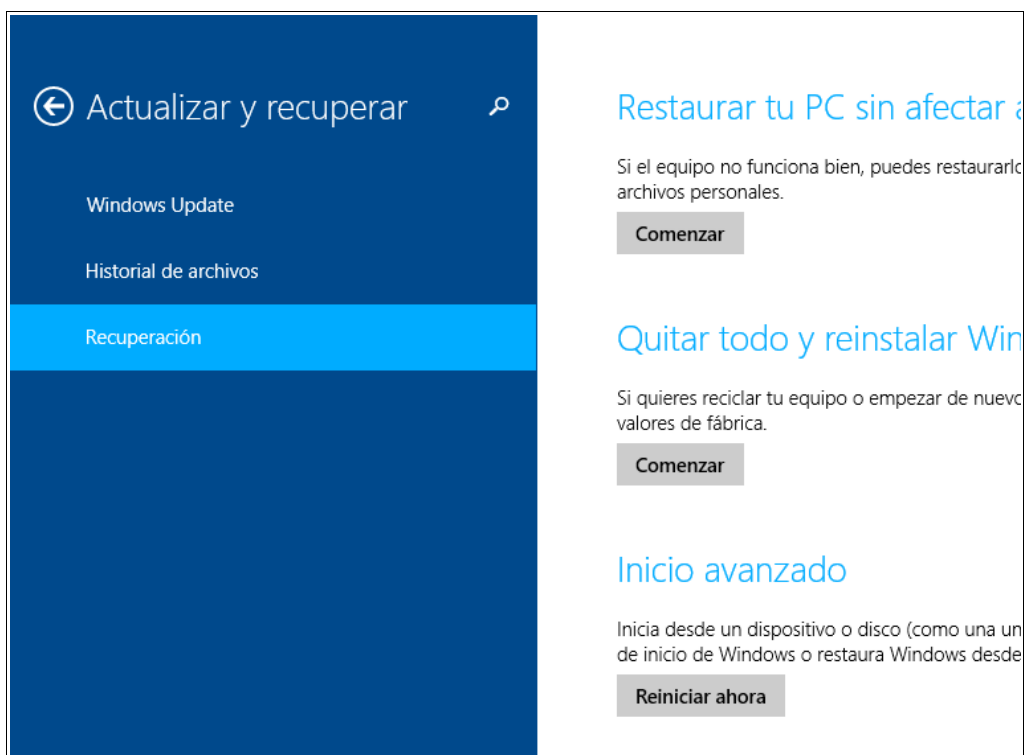 Actualizar y recuperar
Windows Update
Historial de archivos
Recuperación
Restaurar tu PC sin afectar
Si el equipo no funciona bien, puedes
archivos personales.
Comenzar
Quitar todo y reinstalar
Si quieres reciclar tu equipo o empezar de
valores de fábrica.
Comenzar
Inicio avanzado
Inicia desde un dispositivo o disco (como una
de inicio de Windows o restaura Windows desde
Reiniciar ahora